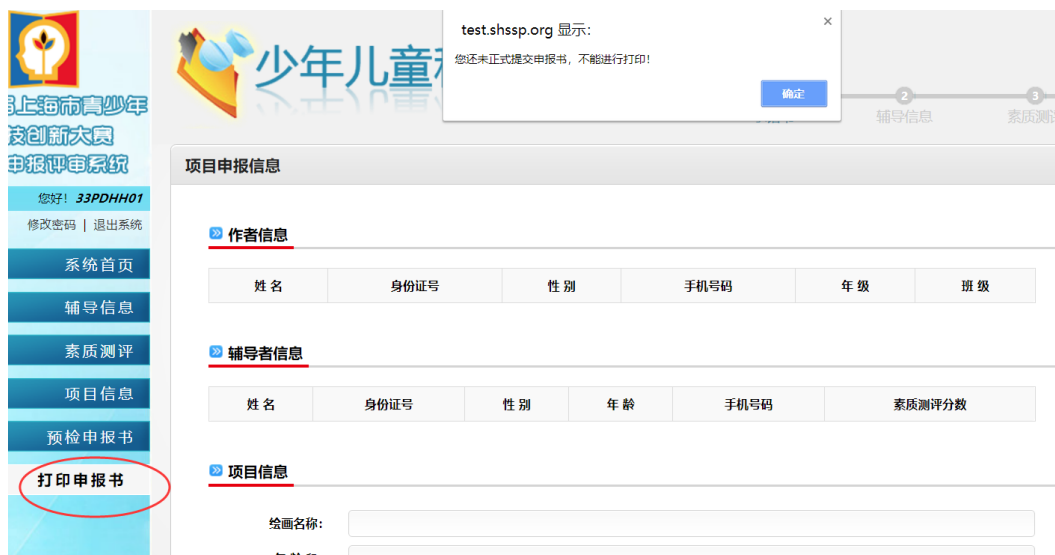 test.shssp.org 显示：
您还未正式提交申报书，不能进行打印！
确定
少年儿童
上海市青少年
技创新大赛
申报评审系统
2
3
辅导信息
素质测
您好！33PDHH01
修改密码 | 退出系统
系统首页
辅导信息
素质测评
项目信息
预检申报书
打印申报书
项目申报信息
作者信息
姓 名 身份证号 性 别 手机号码 年 级 班 级
辅导者信息
姓 名 身份证号 性 别 年 龄 手机号码 素质测评分数
项目信息
绘画名称：